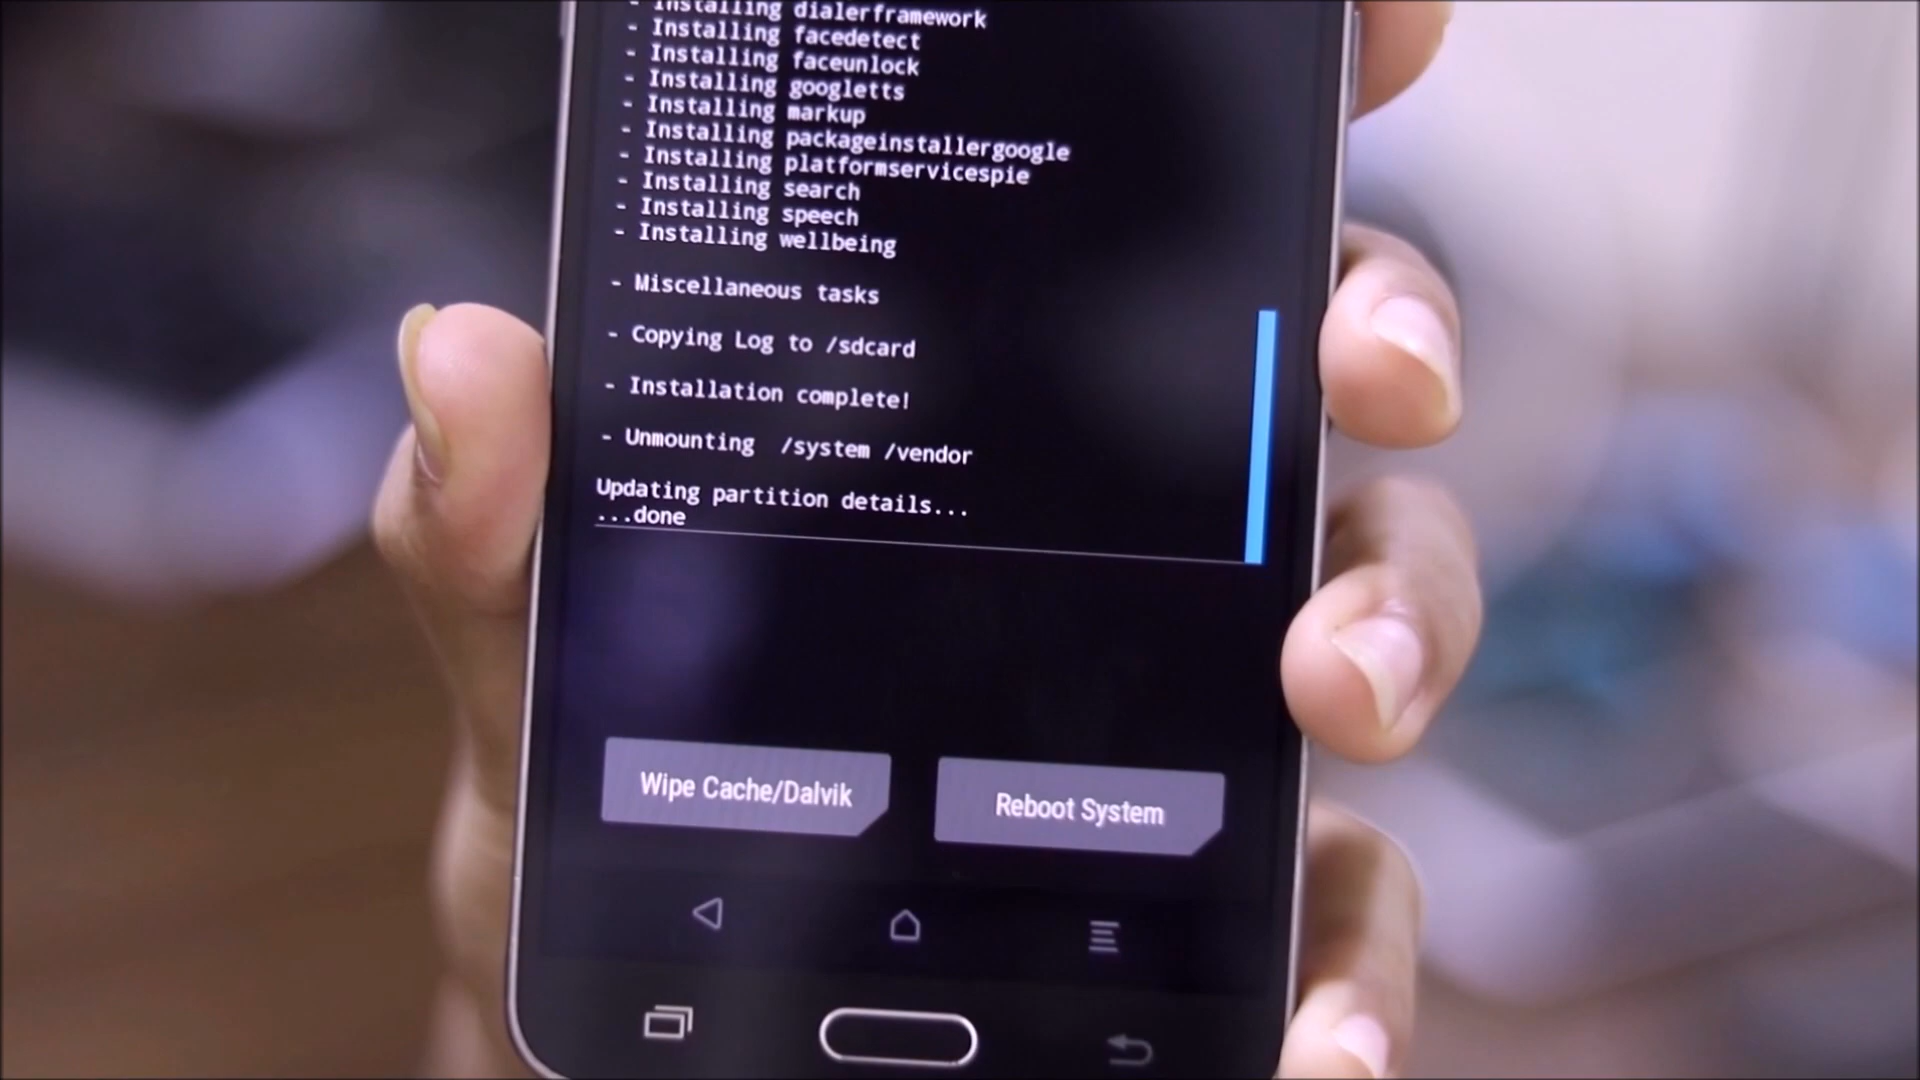 - Installing dialerframework
- Installing facedetect
- Installing faceunlock
- Installing googletts
- Installing markup
- Installing packageinstallergoogle
- Installing platformservicespie
- Installing search
- Installing speech
- Installing wellbeing
- Miscellaneous tasks
- Copying Log to /sdcard
- Installation complete!
- Unmounting  /system /vendor
Updating partition details...
...done
Wipe Cache/Dalvik
Reboot System